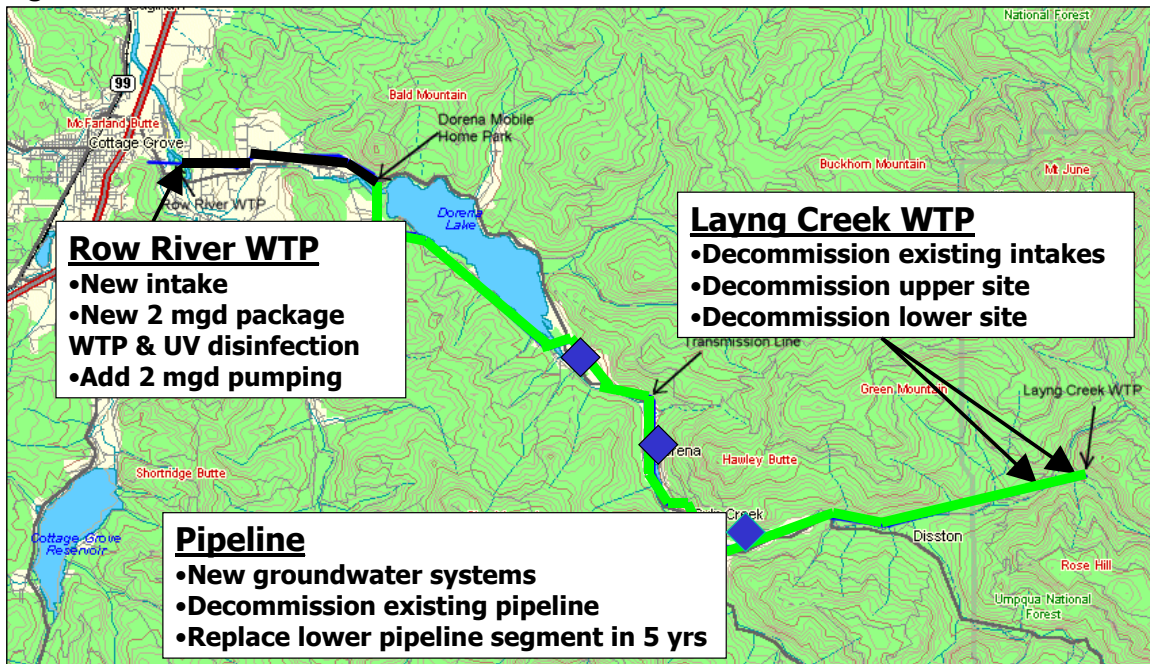 National Forest
99
Bald Mountain
McFarland Butte
Cottage Grove
Dorena Mobile
Home Park
Buckhorn Mountain
Mt June
Row River WTP
Dorena
Lake
Row River WTP
•New intake
•New 2 mgd package
WTP & UV disinfection
•Add 2 mgd pumping
Layng Creek WTP
•Decommission existing intakes
•Decommission upper site
•Decommission lower site
Transmission Line
Green Mountain
Layng Creek WTP
Hawley Butte
Shortridge Butte
Creek
Disston
Cottage Grove
Reservoir
Rose Hill
Umpqua National
Forest
Pipeline
•New groundwater systems
•Decommission existing pipeline
•Replace lower pipeline segment in 5 yrs